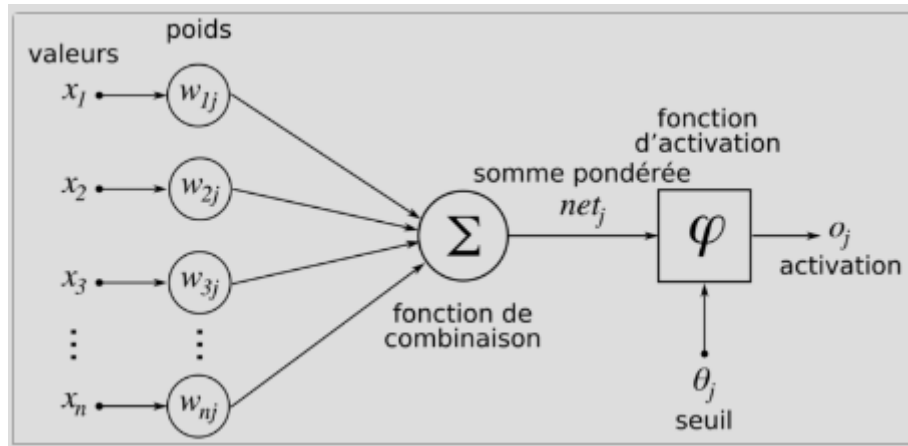 poids
valeurs
x₁
w₁ⱼ
x₂
w₂ⱼ
x₃
w₃ⱼ
⋮ ⋮
xₙ
wₙⱼ
Σ
fonction de
combinaison
somme pondérée
netⱼ
fonction
d'activation
φ
oⱼ
activation
θⱼ
seuil